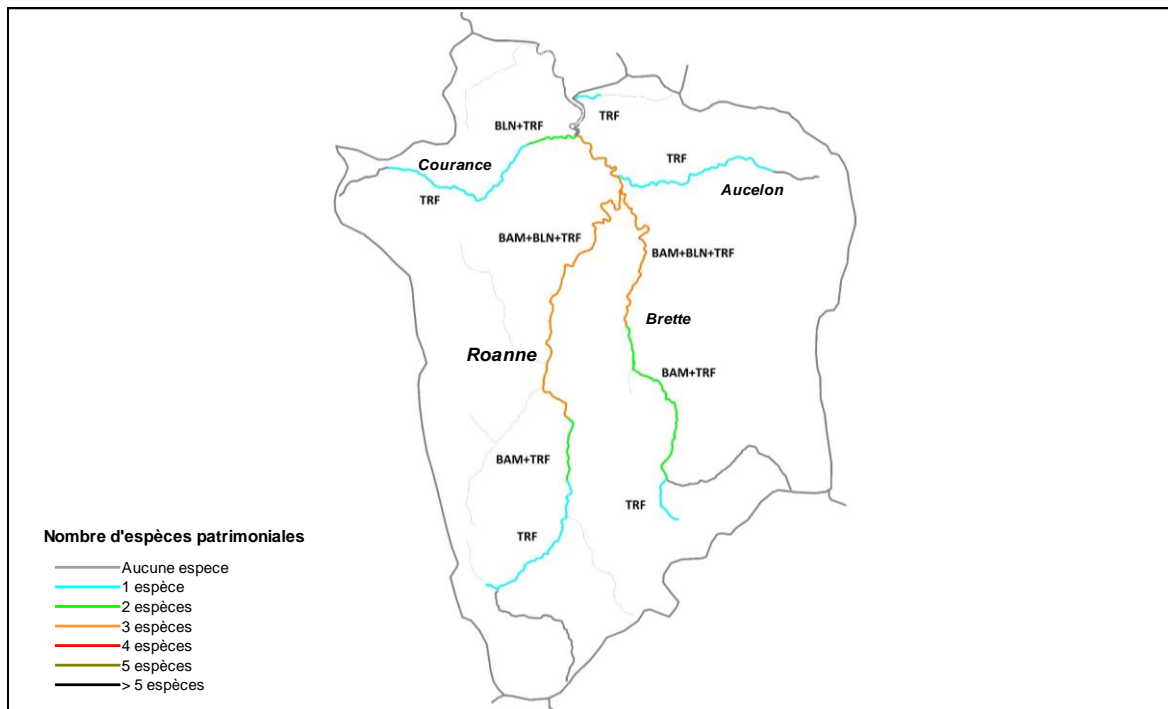 TRF
BLN+TRF
Courance
TRF
Aucelon
TRF
BAM+BLN+TRF
BAM+BLN+TRF
Brette
Roanne
BAM+TRF
BAM+TRF
TRF
TRF
Nombre d'espèces patrimoniales
Aucune espece
1 espèce
2 espèces
3 espèces
4 espèces
5 espèces
> 5 espèces